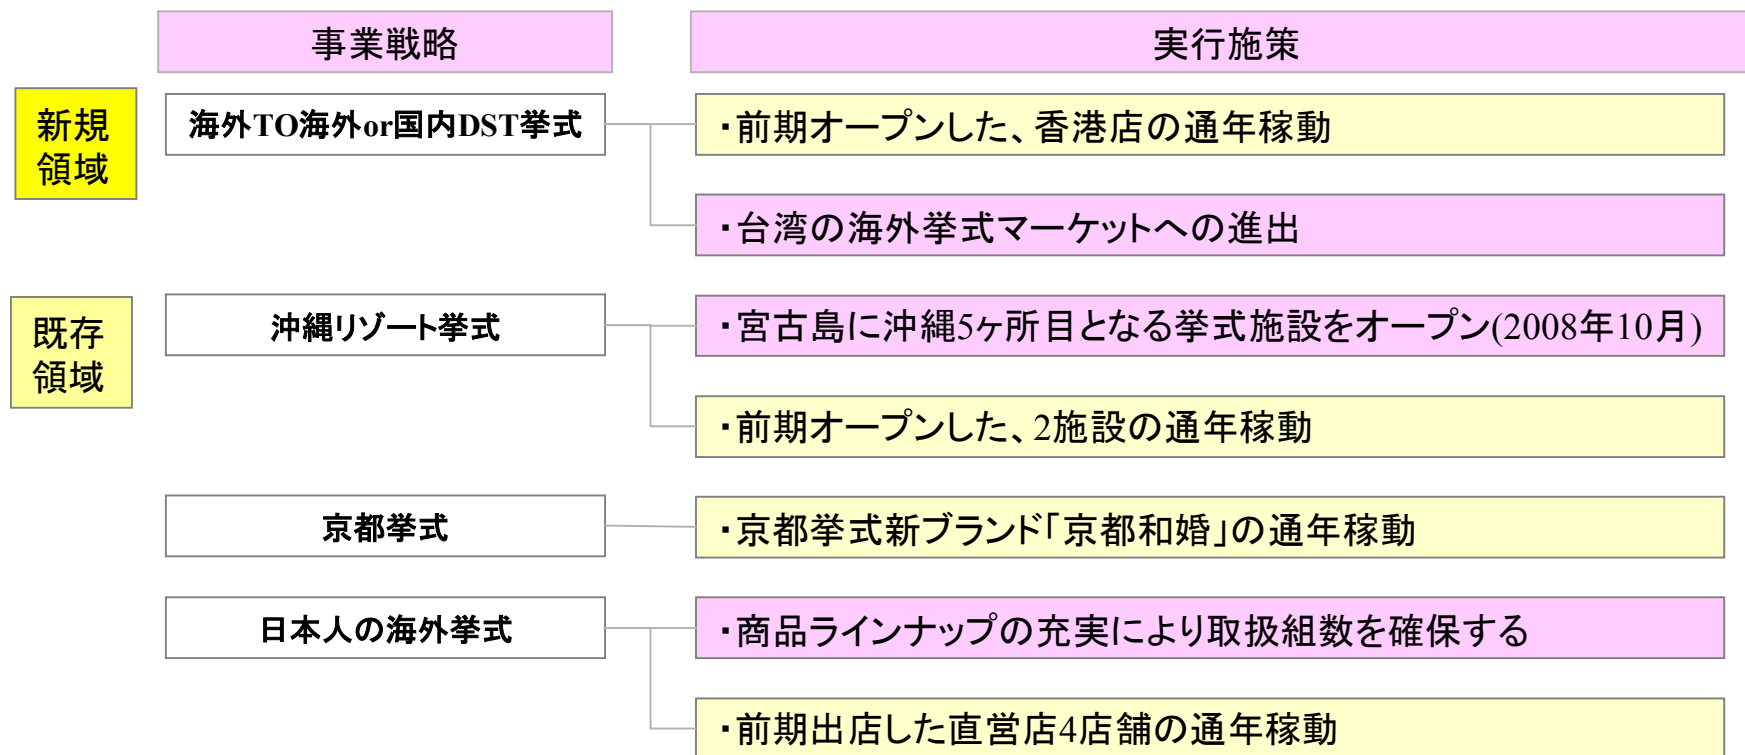 事業戦略
実行施策
新規
領域
海外TO海外or国内DST挙式
・前期オープンした、香港店の通年稼動
・台湾の海外挙式マーケットへの進出
既存
領域
沖縄リゾート挙式
・宮古島に沖縄5ヶ所目となる挙式施設をオープン(2008年10月)
・前期オープンした、2施設の通年稼動
京都挙式
・京都挙式新ブランド「京都和婚」の通年稼動
日本人の海外挙式
・商品ラインナップの充実により取扱組数を確保する
・前期出店した直営店4店舗の通年稼動